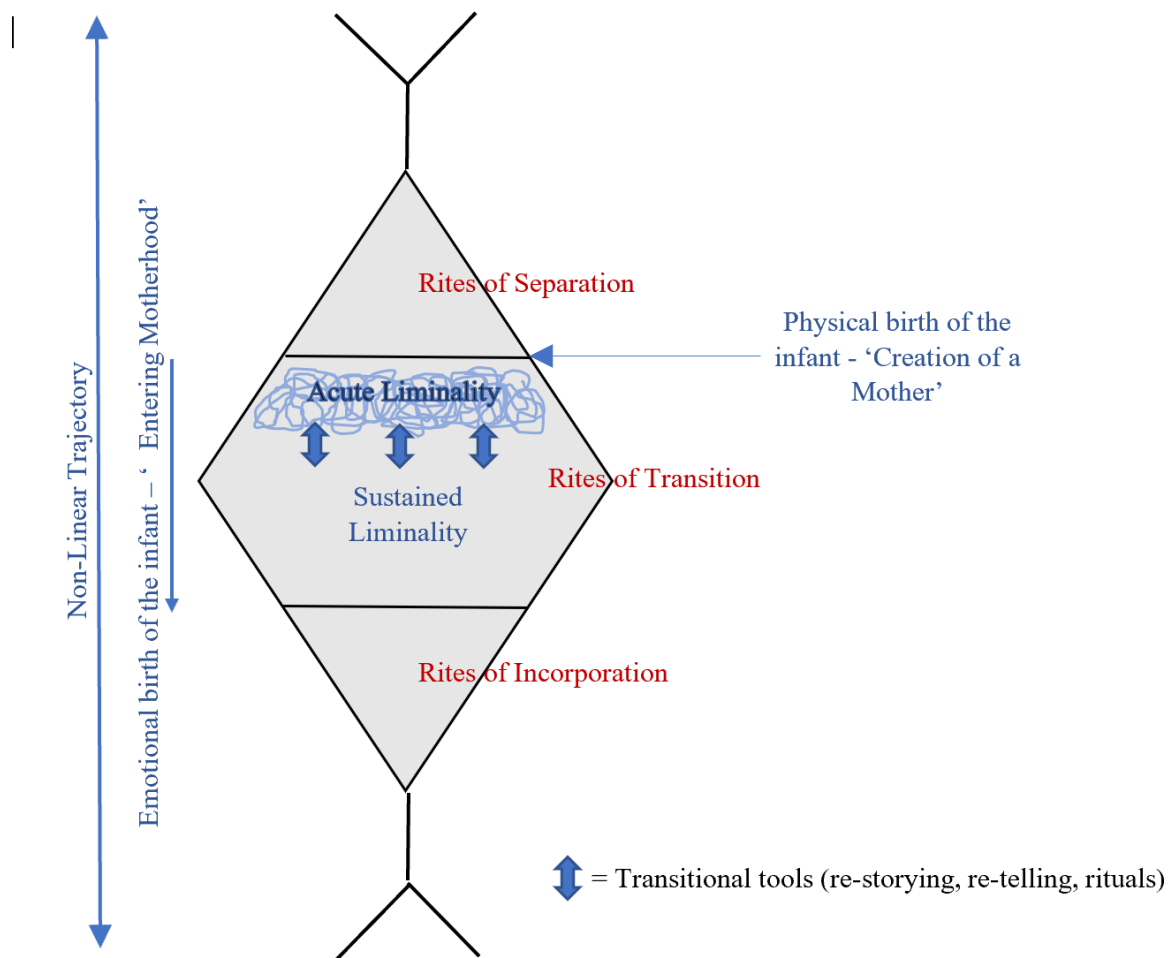 Non-Linear Trajectory
Emotional birth of the infant – ‘ Entering Motherhood’
Rites of Separation
Physical birth of the
infant - ‘Creation of a
Mother’
Acute Liminality
Rites of Transition
Sustained
Liminality
Rites of Incorporation
= Transitional tools (re-storying, re-telling, rituals)